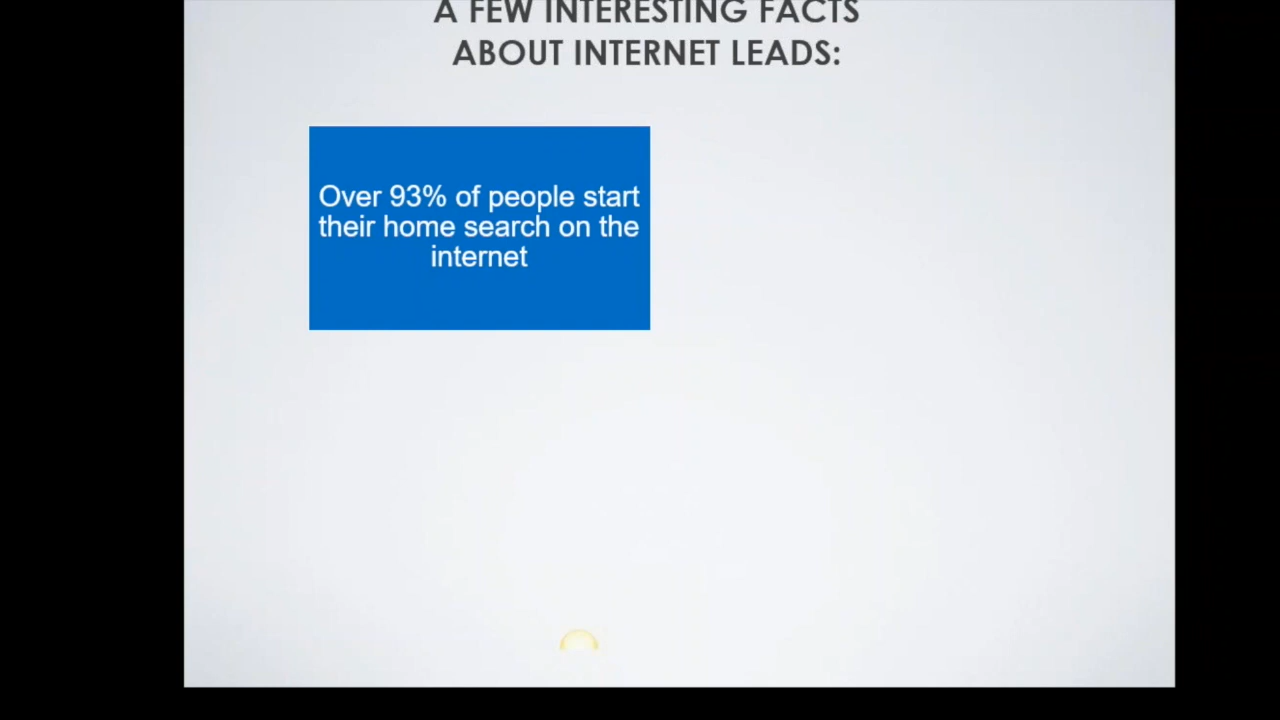 A FEW INTERESTING FACTS
ABOUT INTERNET LEADS:
Over 93% of people start
their home search on the
internet